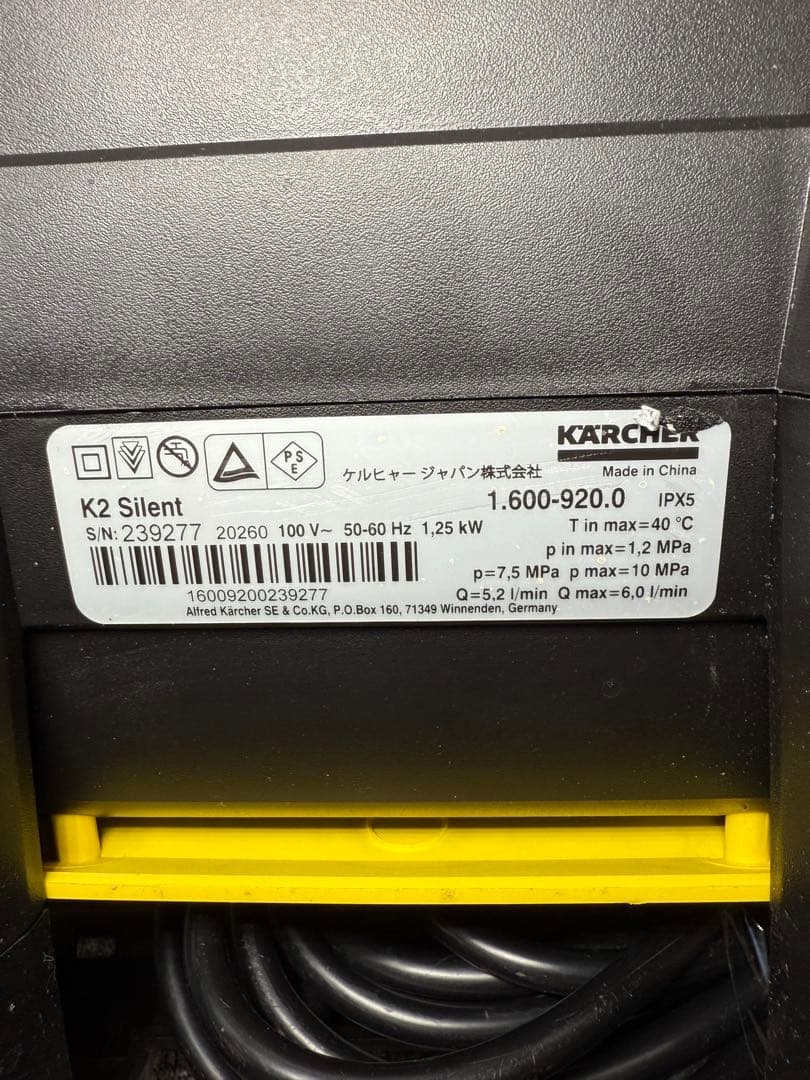 KÄRCHER
PS
E
ケルヒャー ジャパン株式会社
Made in China
K2 Silent
1.600-920.0 IPX5
S/N: 239277 20260 100 V~ 50-60 Hz 1,25 kW
T in max=40 °C
p in max=1,2 MPa
p=7,5 MPa p max=10 MPa
16009200239277
Q=5,2 l/min Q max=6,0 l/min
Alfred Kärcher SE & Co.KG, P.O.Box 160, 71349 Winnenden, Germany